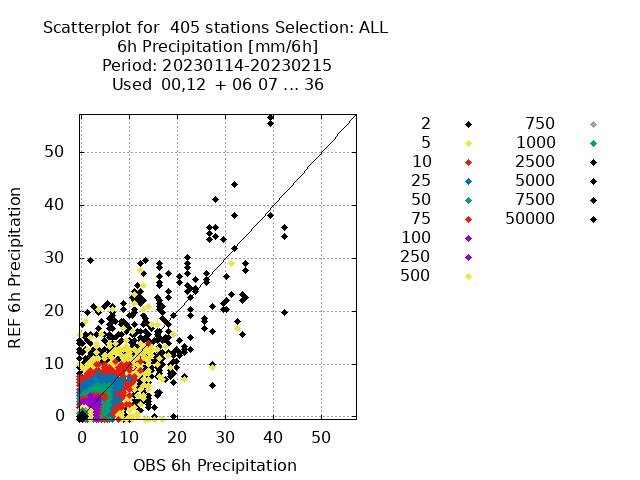 Scatterplot for  405 stations Selection: ALL
6h Precipitation [mm/6h]
Period: 20230114-20230215
Used  00,12  + 06 07 ... 36
REF 6h Precipitation
50
40
30
20
10
0
0 10 20 30 40 50
OBS 6h Precipitation
2 750
5 1000
10 2500
25 5000
50 7500
75 50000
100
250
500